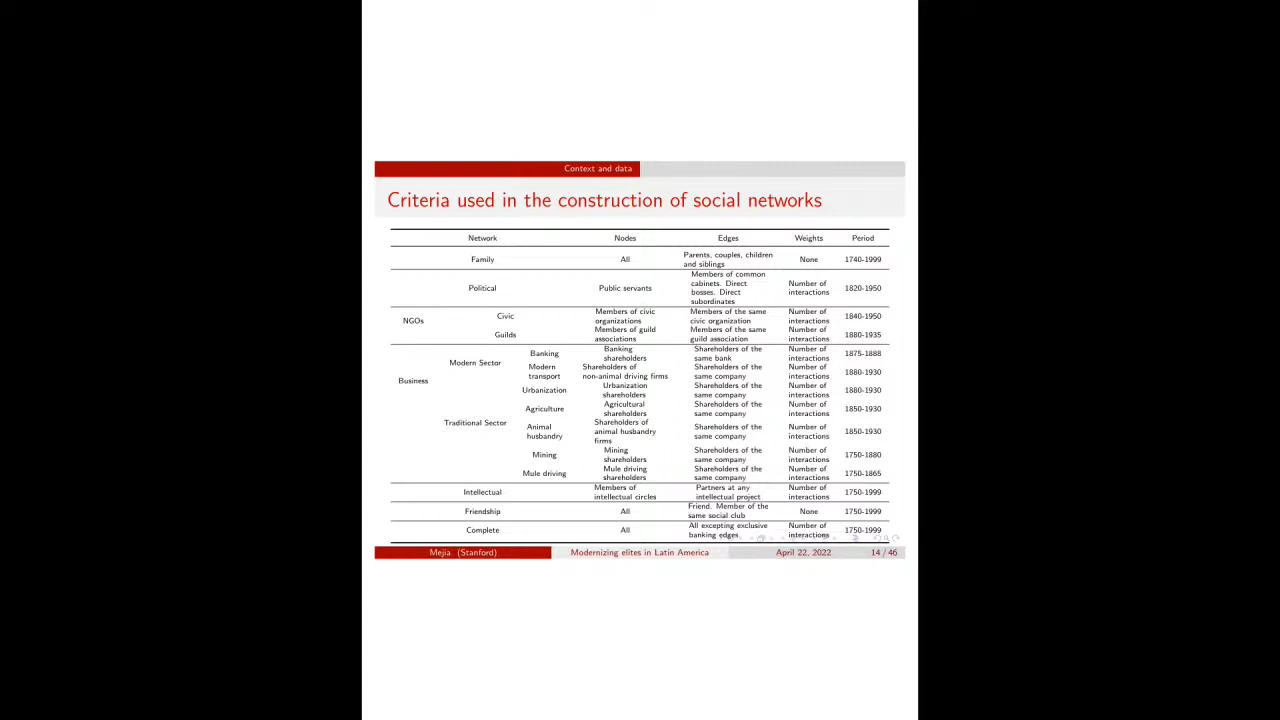 Context and data
Criteria used in the construction of social networks
Network Nodes Edges Weights Period
Family All Parents, couples, children and siblings None 1740-1999
Political Public servants Members of common cabinets. Direct bosses. Direct subordinates Number of interactions 1820-1950
NGOs Civic Members of civic organizations Members of the same civic organization Number of interactions 1840-1950
Guilds Members of guild associations Members of the same guild association Number of interactions 1880-1935
Business Modern Sector Banking Banking shareholders Shareholders of the same bank Number of interactions 1875-1888
Modern transport Shareholders of non-animal driving firms Shareholders of the same company Number of interactions 1880-1930
Urbanization Urbanization shareholders Shareholders of the same company Number of interactions 1880-1930
Traditional Sector Agriculture Agricultural shareholders Shareholders of the same company Number of interactions 1850-1930
Animal husbandry Shareholders of animal husbandry firms Shareholders of the same company Number of interactions 1850-1930
Mining Mining shareholders Shareholders of the same company Number of interactions 1750-1880
Mule driving Mule driving shareholders Shareholders of the same company Number of interactions 1750-1865
Intellectual Members of intellectual circles Partners at any intellectual project Number of interactions 1750-1999
Friendship All Friend. Member of the same social club None 1750-1999
Complete All All excepting exclusive banking edges Number of interactions 1750-1999
Mejia (Stanford) Modernizing elites in Latin America April 22, 2022 14 / 46